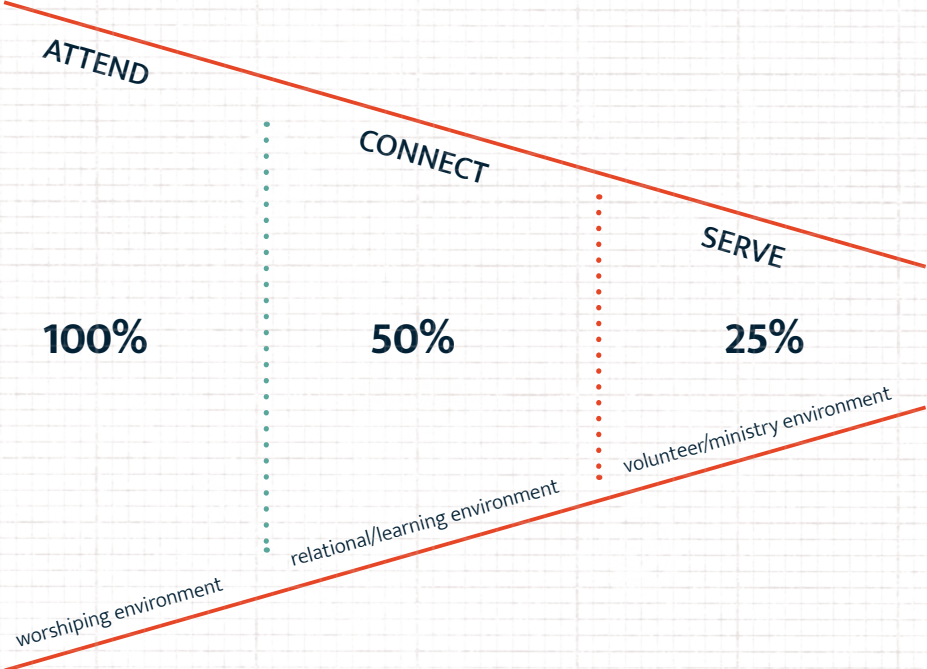 ATTEND
CONNECT
SERVE
100%
50%
25%
worshiping environment
relational/learning environment
volunteer/ministry environment